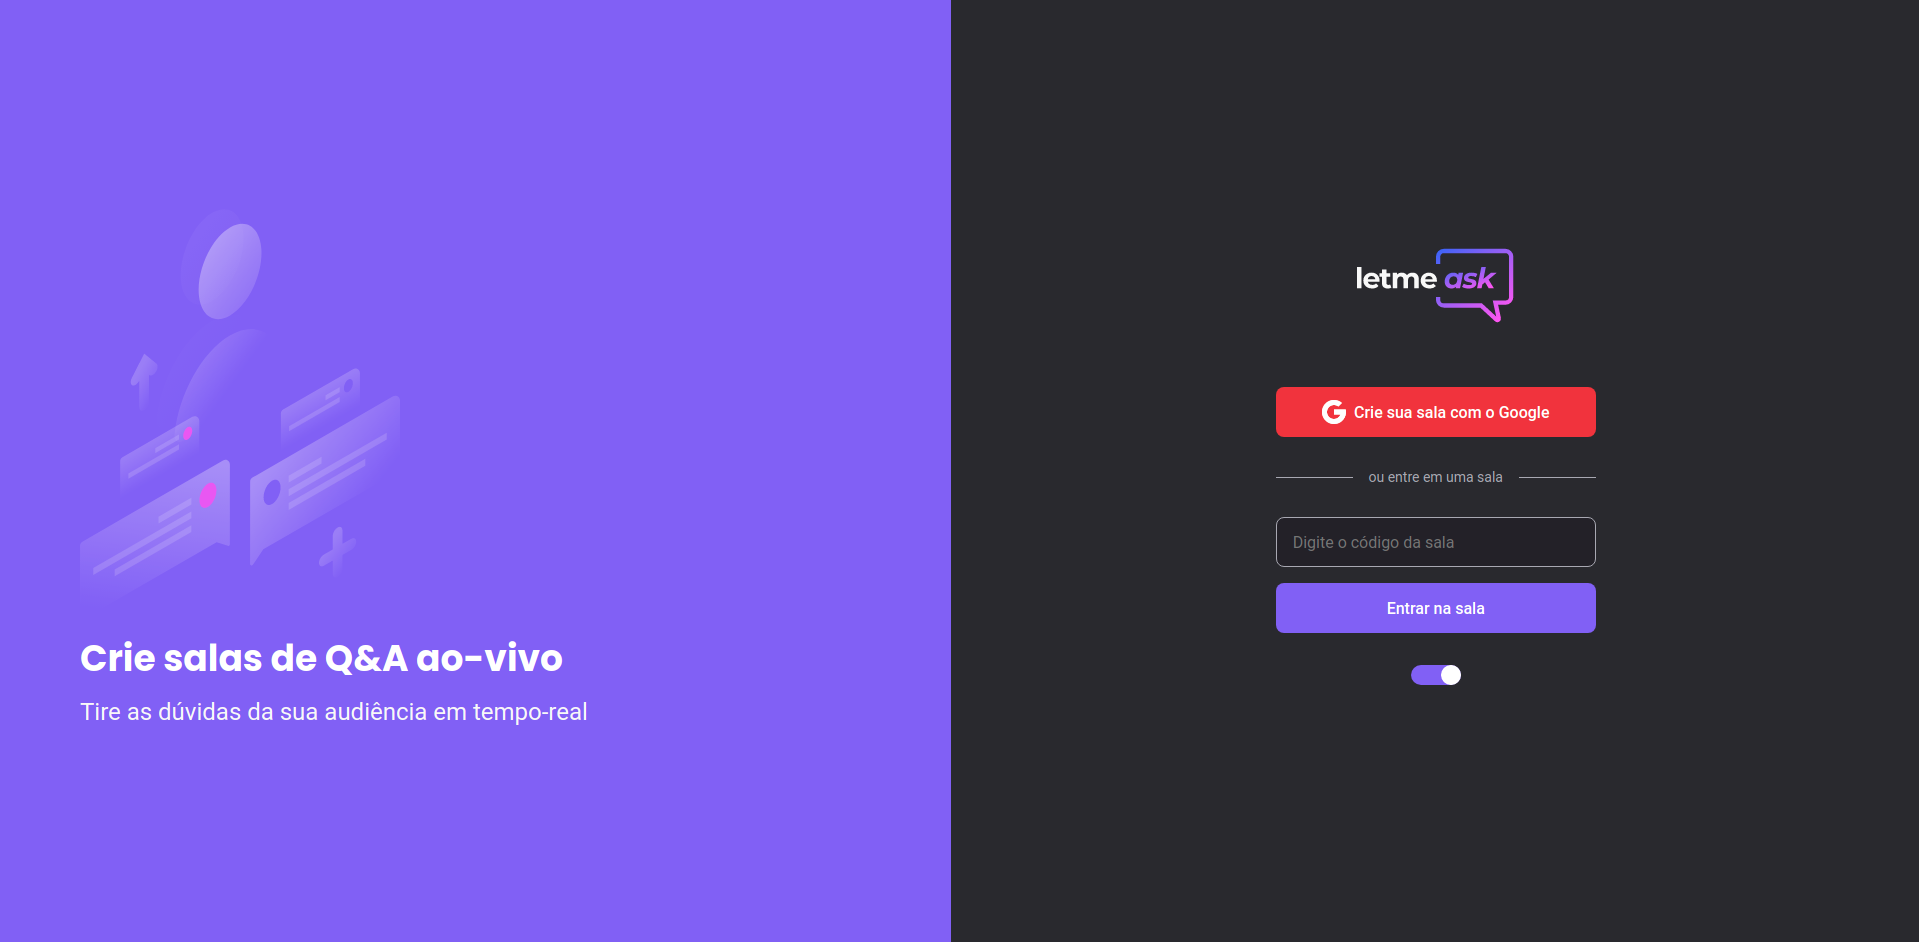 Crie salas de Q&A ao-vivo
Tire as dúvidas da sua audiência em tempo-real
letme ask
Crie sua sala com o Google
ou entre em uma sala
Digite o código da sala
Entrar na sala